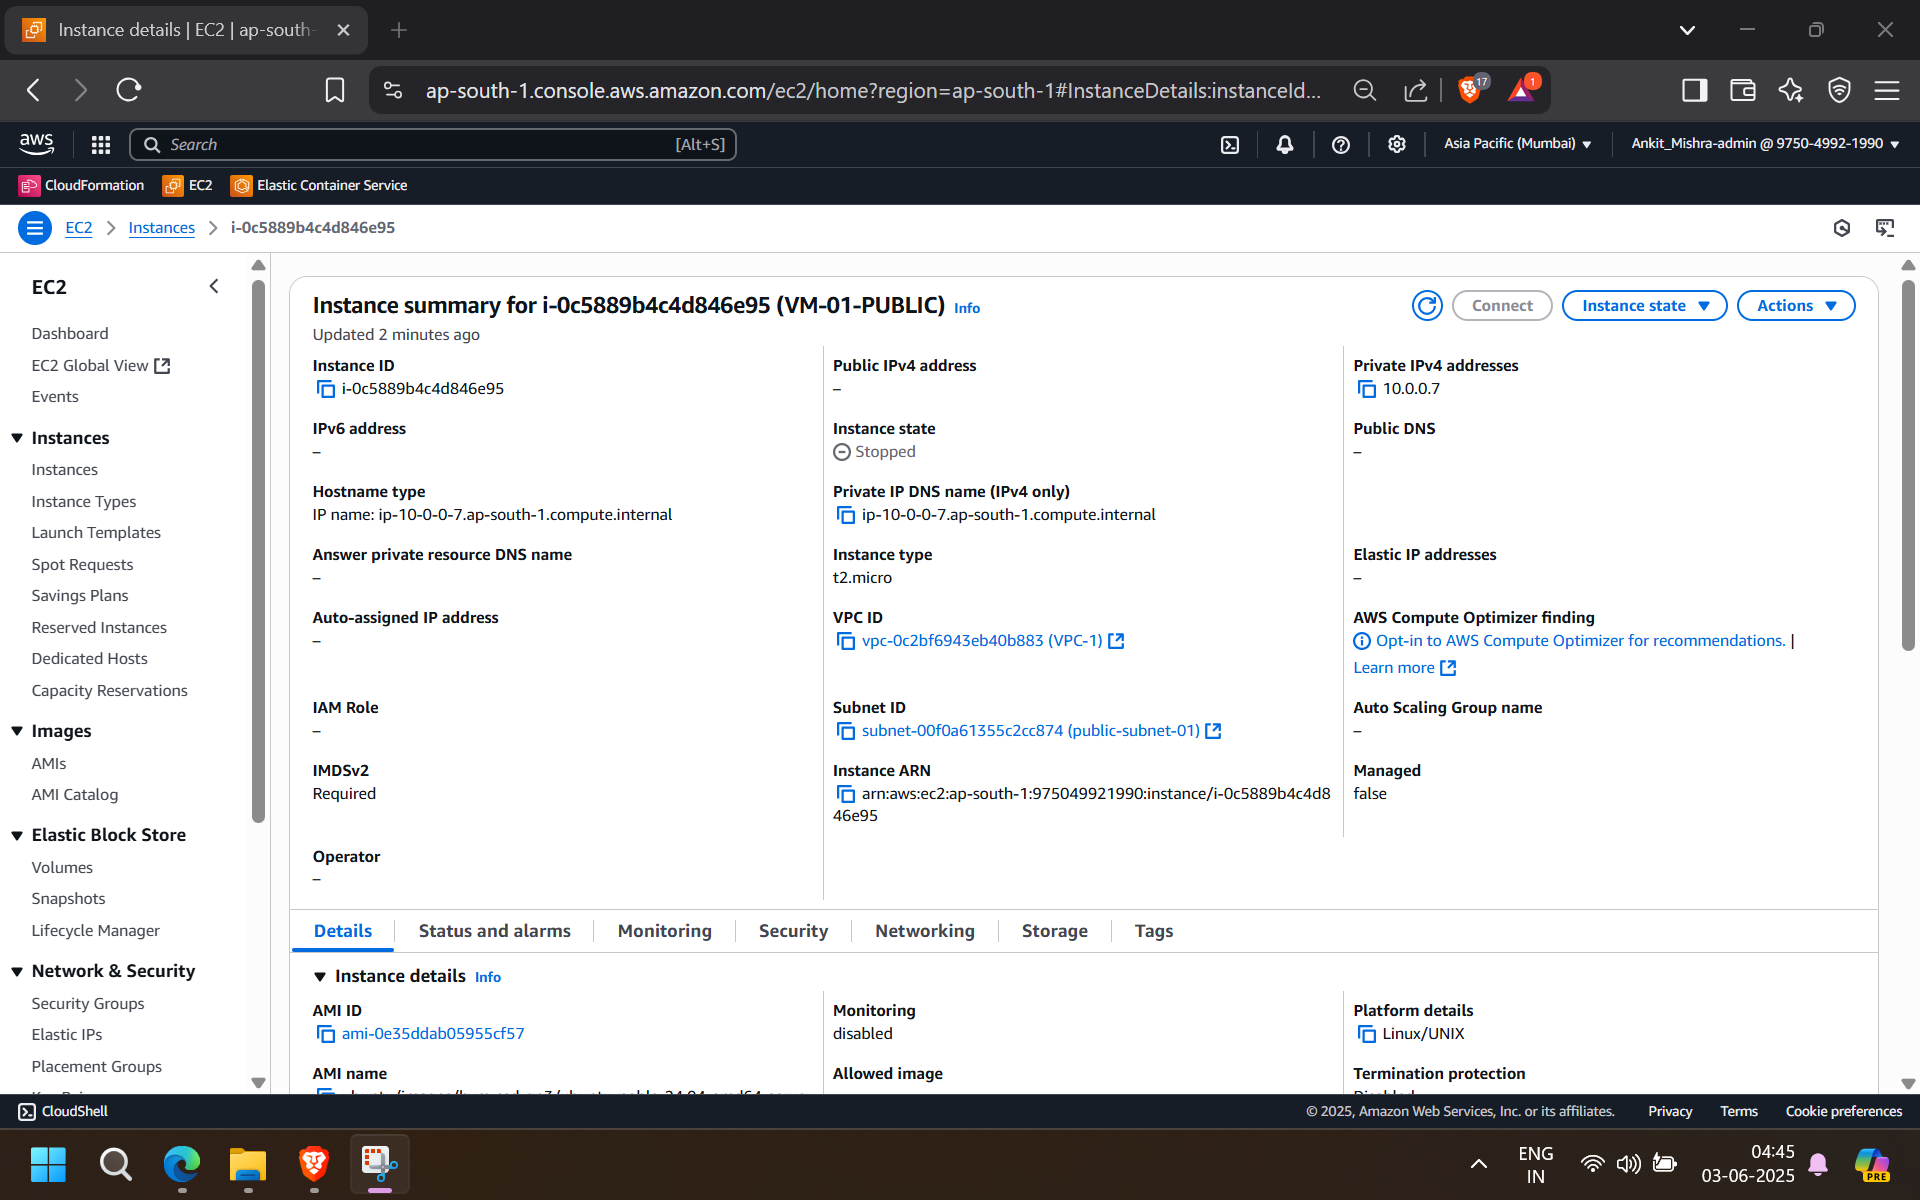 Instance details | EC2 | ap-south-
ap-south-1.console.aws.amazon.com/ec2/home?region=ap-south-1#InstanceDetails:instanceId...
17
1
aws
Search
[Alt+S]
Asia Pacific (Mumbai)
Ankit_Mishra-admin @ 9750-4992-1990
CloudFormation
EC2
Elastic Container Service
EC2
Instances
i-0c5889b4c4d846e95
EC2
Dashboard
EC2 Global View
Events
Instances
Instances
Instance Types
Launch Templates
Spot Requests
Savings Plans
Reserved Instances
Dedicated Hosts
Capacity Reservations
Images
AMIs
AMI Catalog
Elastic Block Store
Volumes
Snapshots
Lifecycle Manager
Network & Security
Security Groups
Elastic IPs
Placement Groups
Instance summary for i-0c5889b4c4d846e95 (VM-01-PUBLIC) Info
Updated 2 minutes ago
Connect
Instance state
Actions
Instance ID
i-0c5889b4c4d846e95
Public IPv4 address
–
Private IPv4 addresses
10.0.0.7
IPv6 address
–
Instance state
Stopped
Public DNS
–
Hostname type
IP name: ip-10-0-0-7.ap-south-1.compute.internal
Private IP DNS name (IPv4 only)
ip-10-0-0-7.ap-south-1.compute.internal
Answer private resource DNS name
–
Instance type
t2.micro
Elastic IP addresses
–
Auto-assigned IP address
–
VPC ID
vpc-0c2bf6943eb40b883 (VPC-1)
AWS Compute Optimizer finding
Opt-in to AWS Compute Optimizer for recommendations. |
Learn more
IAM Role
–
Subnet ID
subnet-00f0a61355c2cc874 (public-subnet-01)
Auto Scaling Group name
–
IMDSv2
Required
Instance ARN
arn:aws:ec2:ap-south-1:975049921990:instance/i-0c5889b4c4d8
46e95
Managed
false
Operator
–
Details
Status and alarms
Monitoring
Security
Networking
Storage
Tags
Instance details Info
AMI ID
ami-0e35ddab05955cf57
Monitoring
disabled
Platform details
Linux/UNIX
AMI name
Allowed image
Termination protection
CloudShell
© 2025, Amazon Web Services, Inc. or its affiliates.
Privacy
Terms
Cookie preferences
ENG
IN
04:45
03-06-2025
PRE